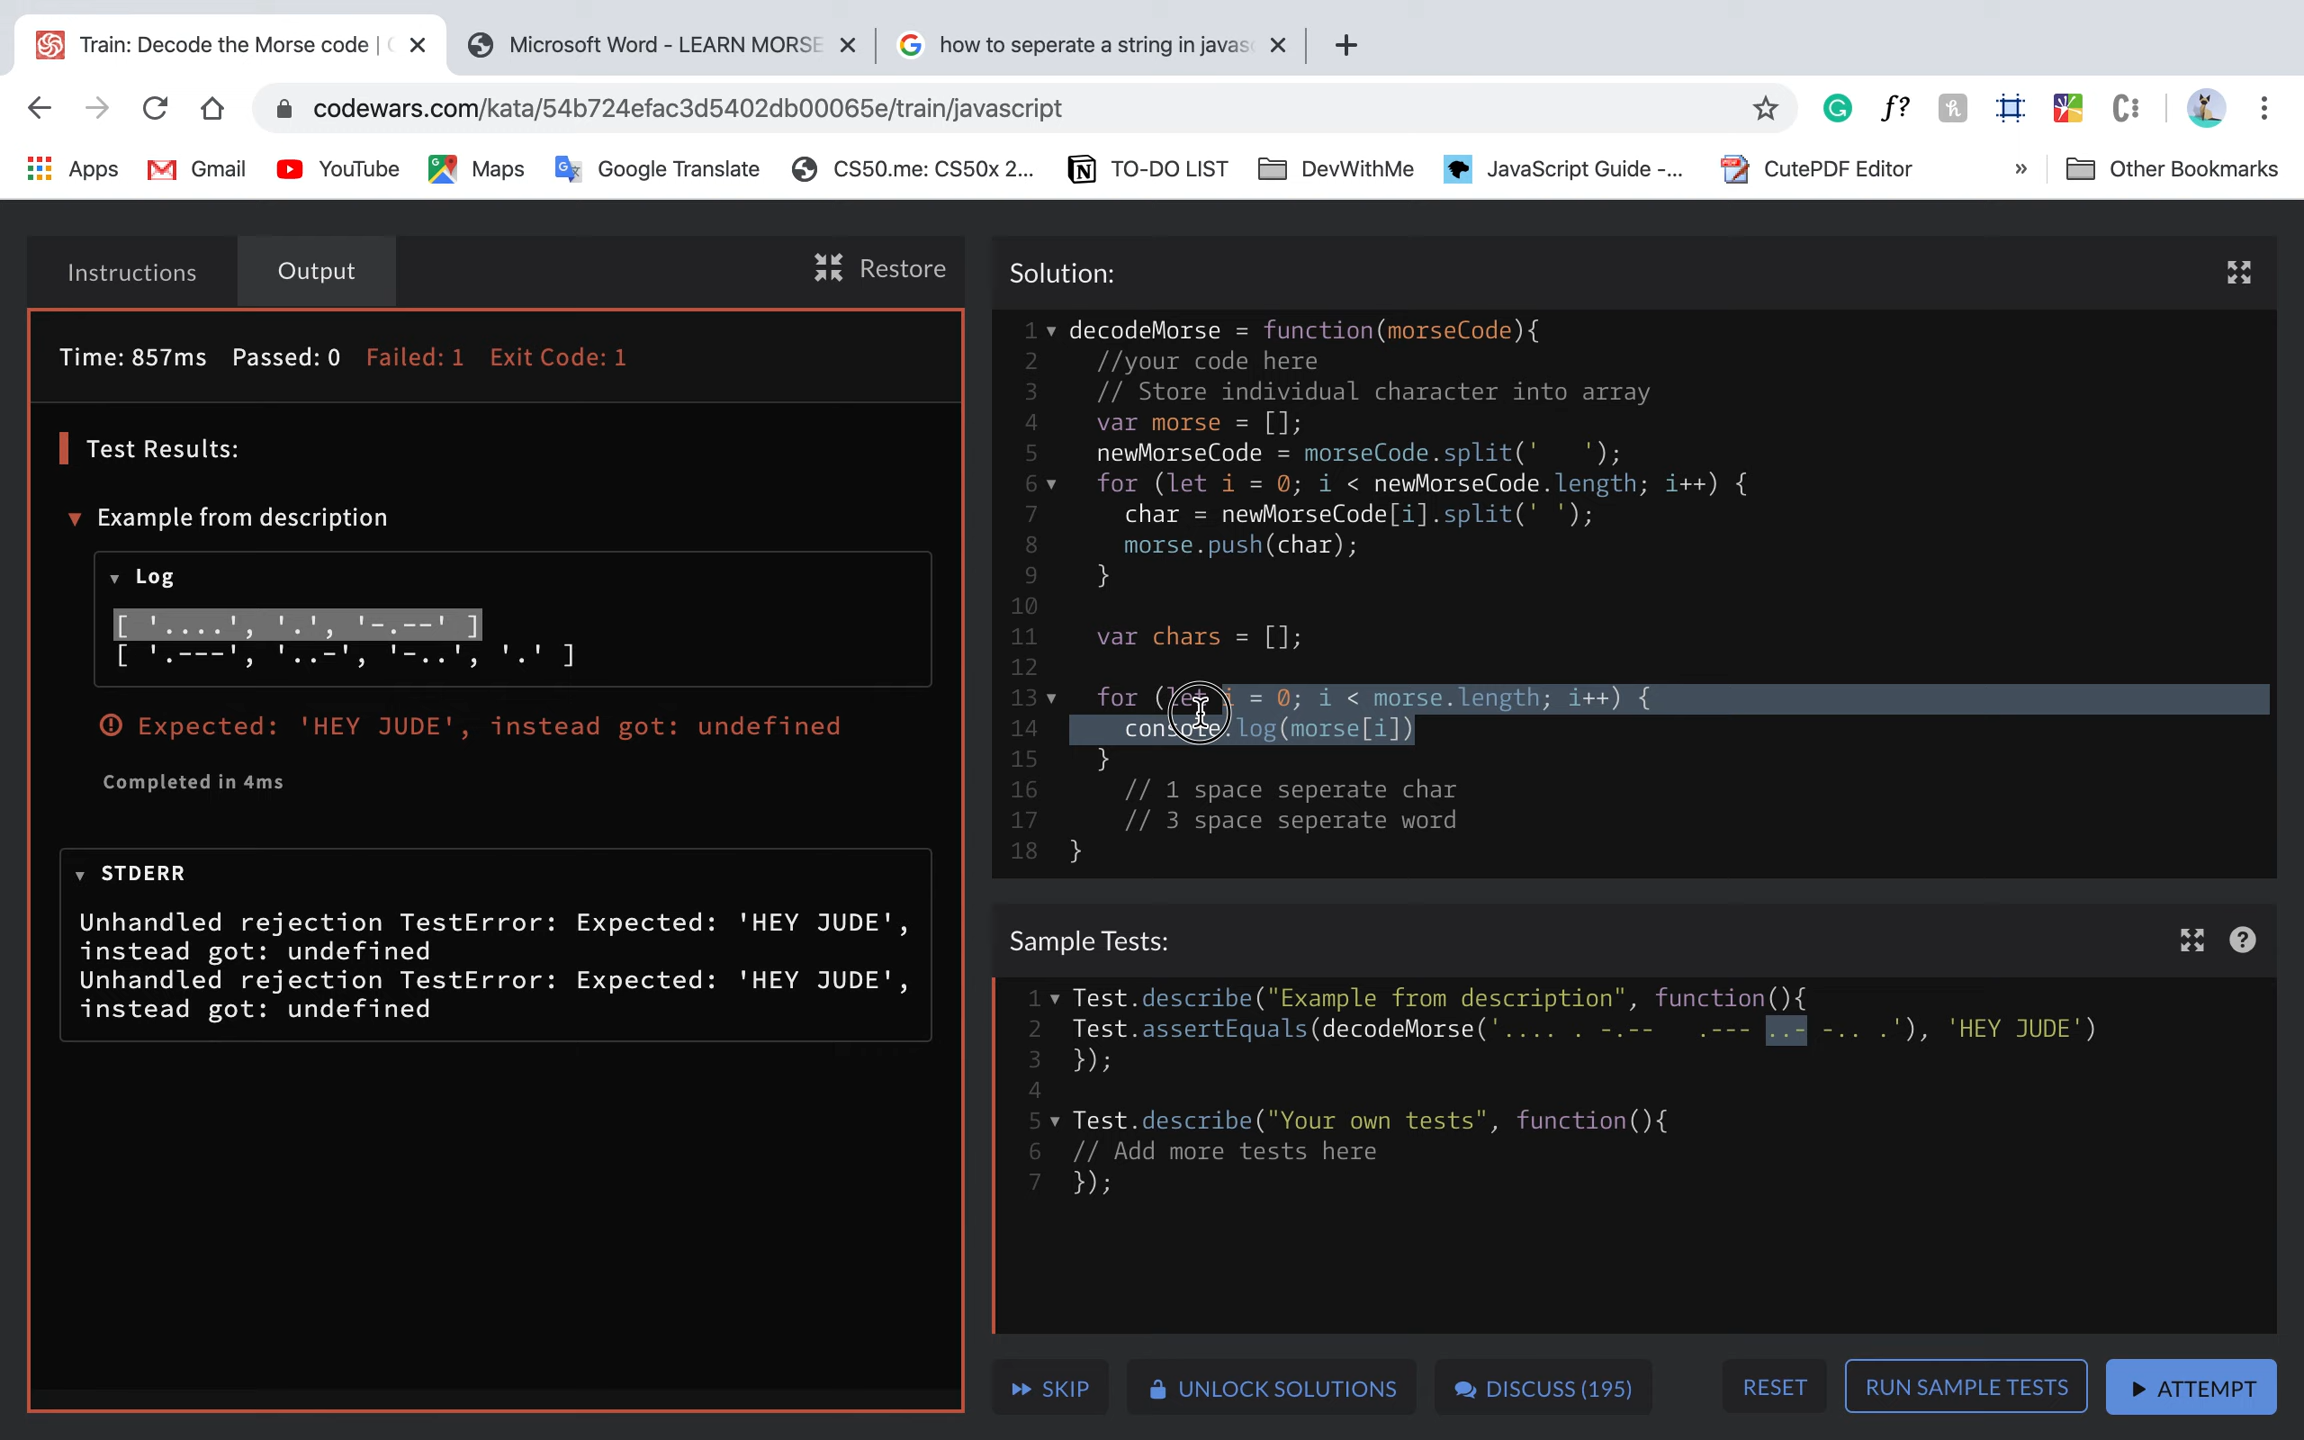 Train: Decode the Morse code |
Microsoft Word - LEARN MORSE
how to seperate a string in javas
codewars.com/kata/54b724efac3d5402db00065e/train/javascript
Apps Gmail YouTube Maps Google Translate CS50.me: CS50x 2... TO-DO LIST DevWithMe JavaScript Guide -... CutePDF Editor » Other Bookmarks
Instructions Output Restore
Time: 857ms Passed: 0 Failed: 1 Exit Code: 1
Test Results:
Example from description
Log
[ '....', '.', '-.--' ]
[ '.---', '..-', '-..', '.' ]
Expected: 'HEY JUDE', instead got: undefined
Completed in 4ms
STDERR
Unhandled rejection TestError: Expected: 'HEY JUDE',
instead got: undefined
Unhandled rejection TestError: Expected: 'HEY JUDE',
instead got: undefined
Solution:
1 decodeMorse = function(morseCode){
2 //your code here
3 // Store individual character into array
4 var morse = [];
5 newMorseCode = morseCode.split('   ');
6 for (let i = 0; i < newMorseCode.length; i++) {
7 char = newMorseCode[i].split(' ');
8 morse.push(char);
9 }
10
11 var chars = [];
12
13 for (let i = 0; i < morse.length; i++) {
14 console.log(morse[i])
15 }
16 // 1 space seperate char
17 // 3 space seperate word
18 }
Sample Tests:
1 Test.describe("Example from description", function(){
2 Test.assertEquals(decodeMorse('.... . -.--   .--- ..- -.. .'), 'HEY JUDE')
3 });
4
5 Test.describe("Your own tests", function(){
6 // Add more tests here
7 });
SKIP UNLOCK SOLUTIONS DISCUSS (195) RESET RUN SAMPLE TESTS ATTEMPT